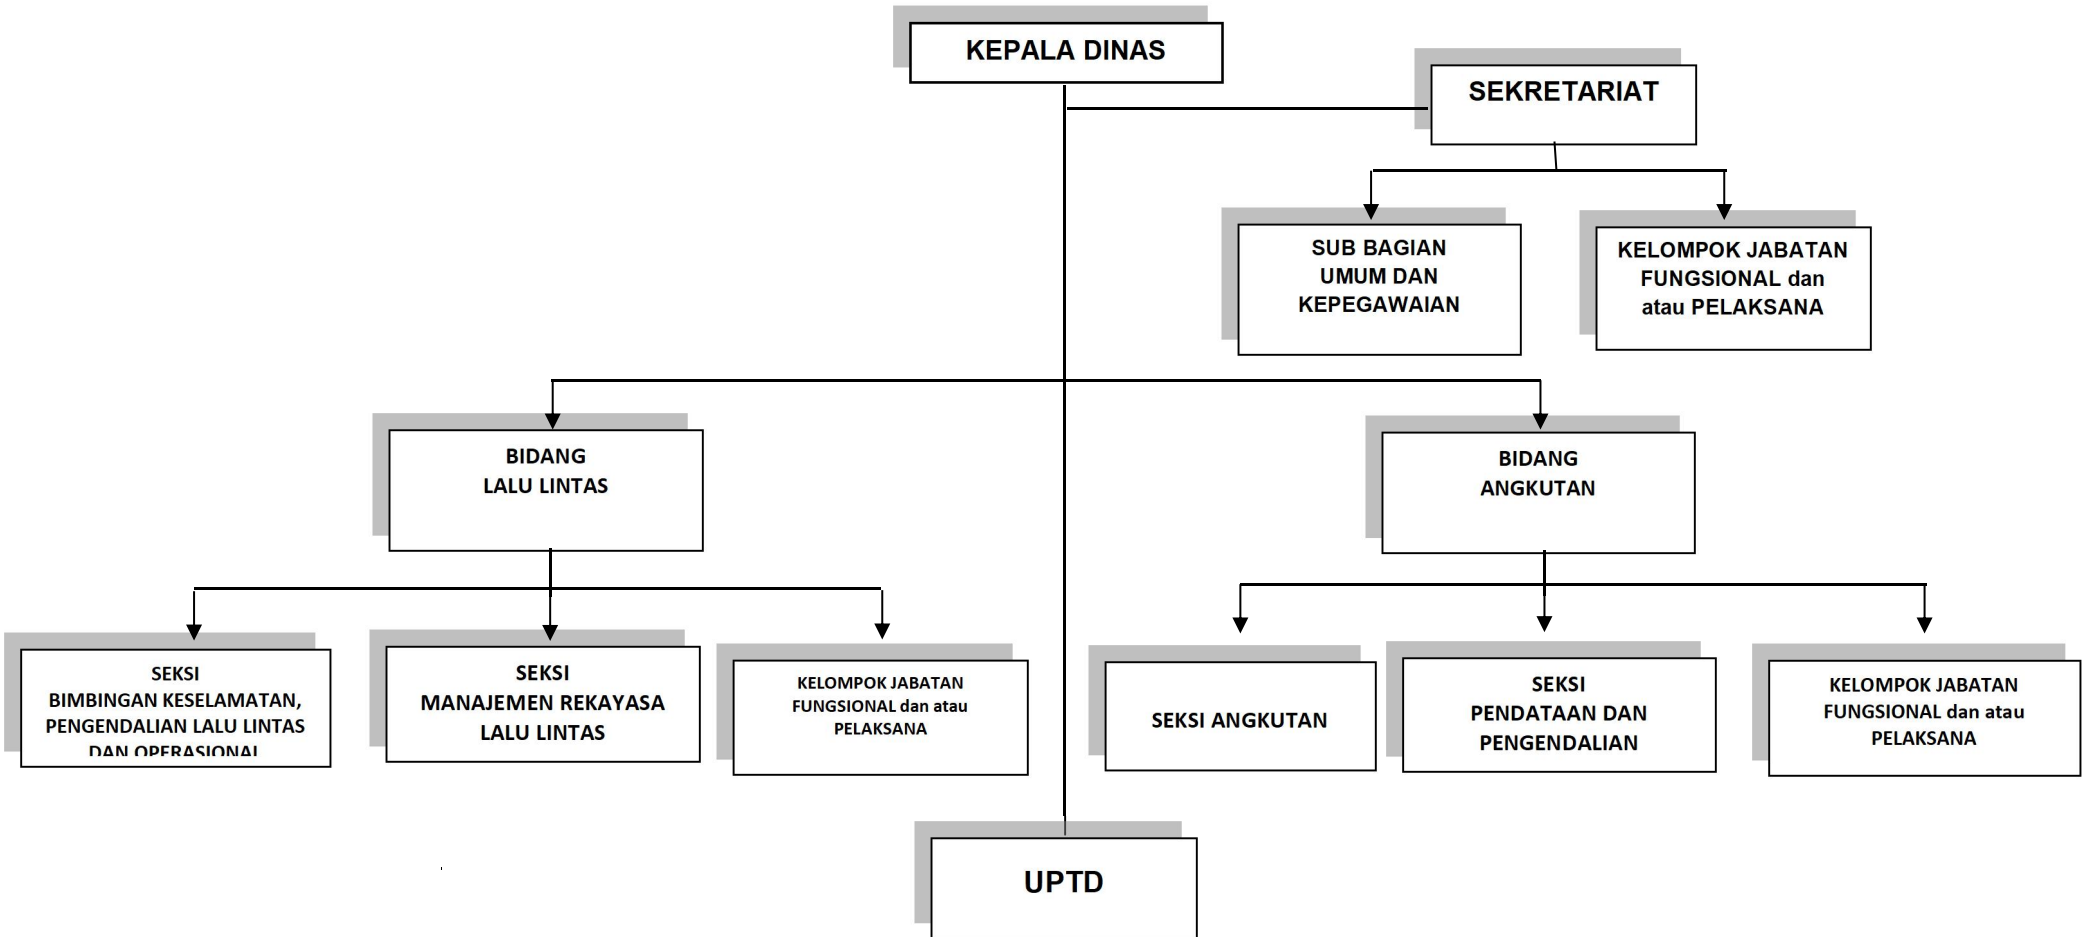 KEPALA DINAS
SEKRETARIAT
SUB BAGIAN
UMUM DAN
KEPEGAWAIAN
KELOMPOK JABATAN
FUNGSIONAL dan
atau PELAKSANA
BIDANG
LALU LINTAS
BIDANG
ANGKUTAN
SEKSI
BIMBINGAN KESELAMATAN,
PENGENDALIAN LALU LINTAS
DAN OPERASIONAL
SEKSI
MANAJEMEN REKAYASA
LALU LINTAS
KELOMPOK JABATAN
FUNGSIONAL dan atau
PELAKSANA
SEKSI ANGKUTAN
SEKSI
PENDATAAN DAN
PENGENDALIAN
KELOMPOK JABATAN
FUNGSIONAL dan atau
PELAKSANA
UPTD